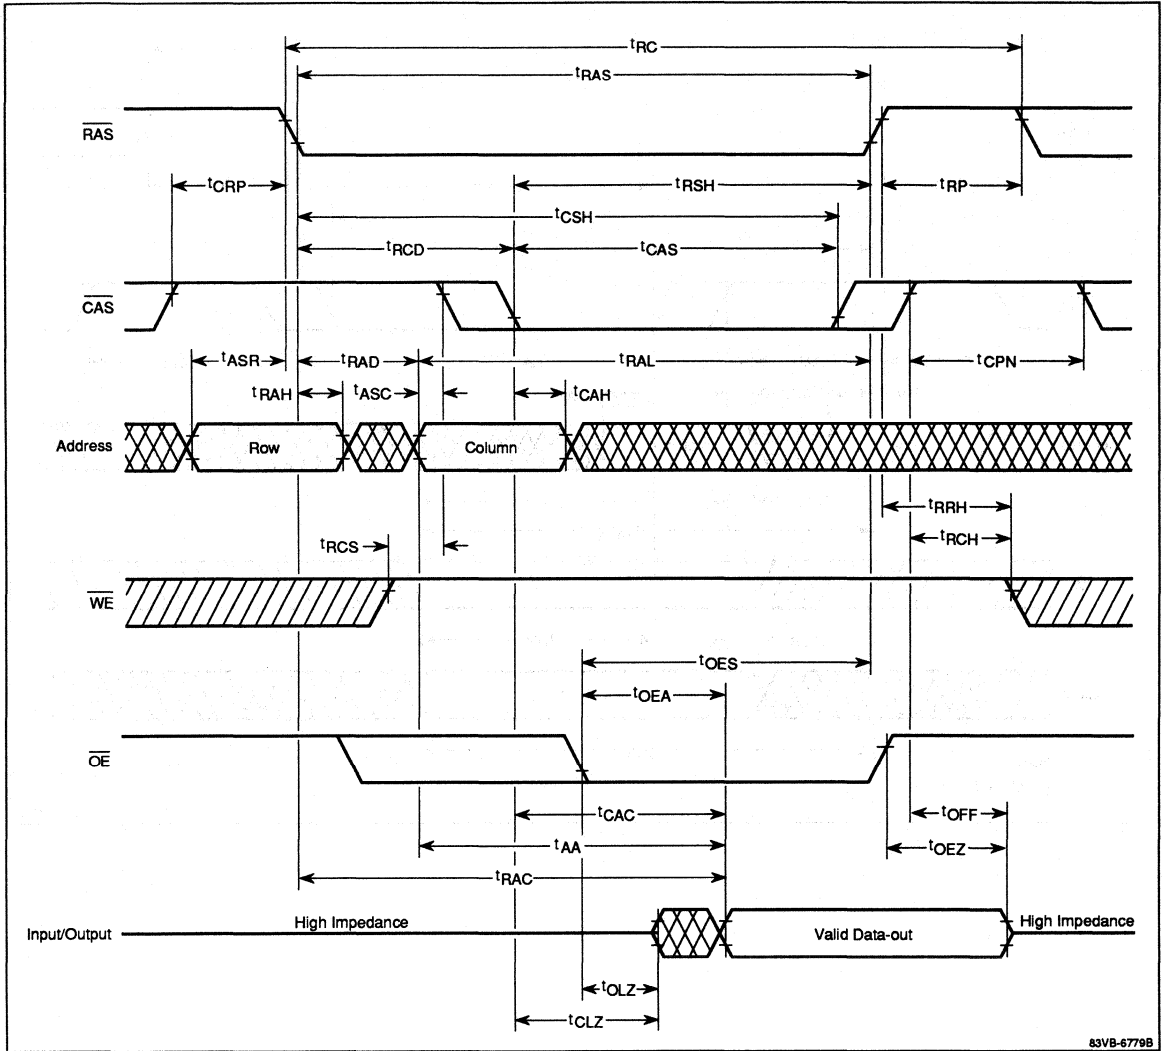 tRC
tRAS
RAS
tCRP
tRSH
tRP
tCSH
tRCD
tCAS
CAS
tASR
tRAD
tRAL
tCPN
tRAH
tASC
tCAH
Address
Row
Column
tRRH
tRCS
tRCH
WE
tOES
tOEA
OE
tCAC
tOFF
tAA
tOEZ
tRAC
High Impedance
High Impedance
Input/Output
Valid Data-out
tOLZ
tCLZ
83VB-6779B